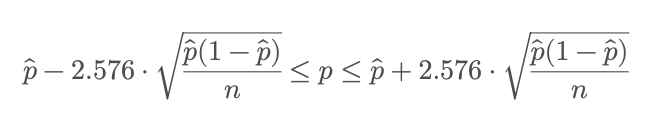 p̂ − 2.576 · √(p̂(1 − p̂)/n) ≤ p ≤ p̂ + 2.576 · √(p̂(1 − p̂)/n)